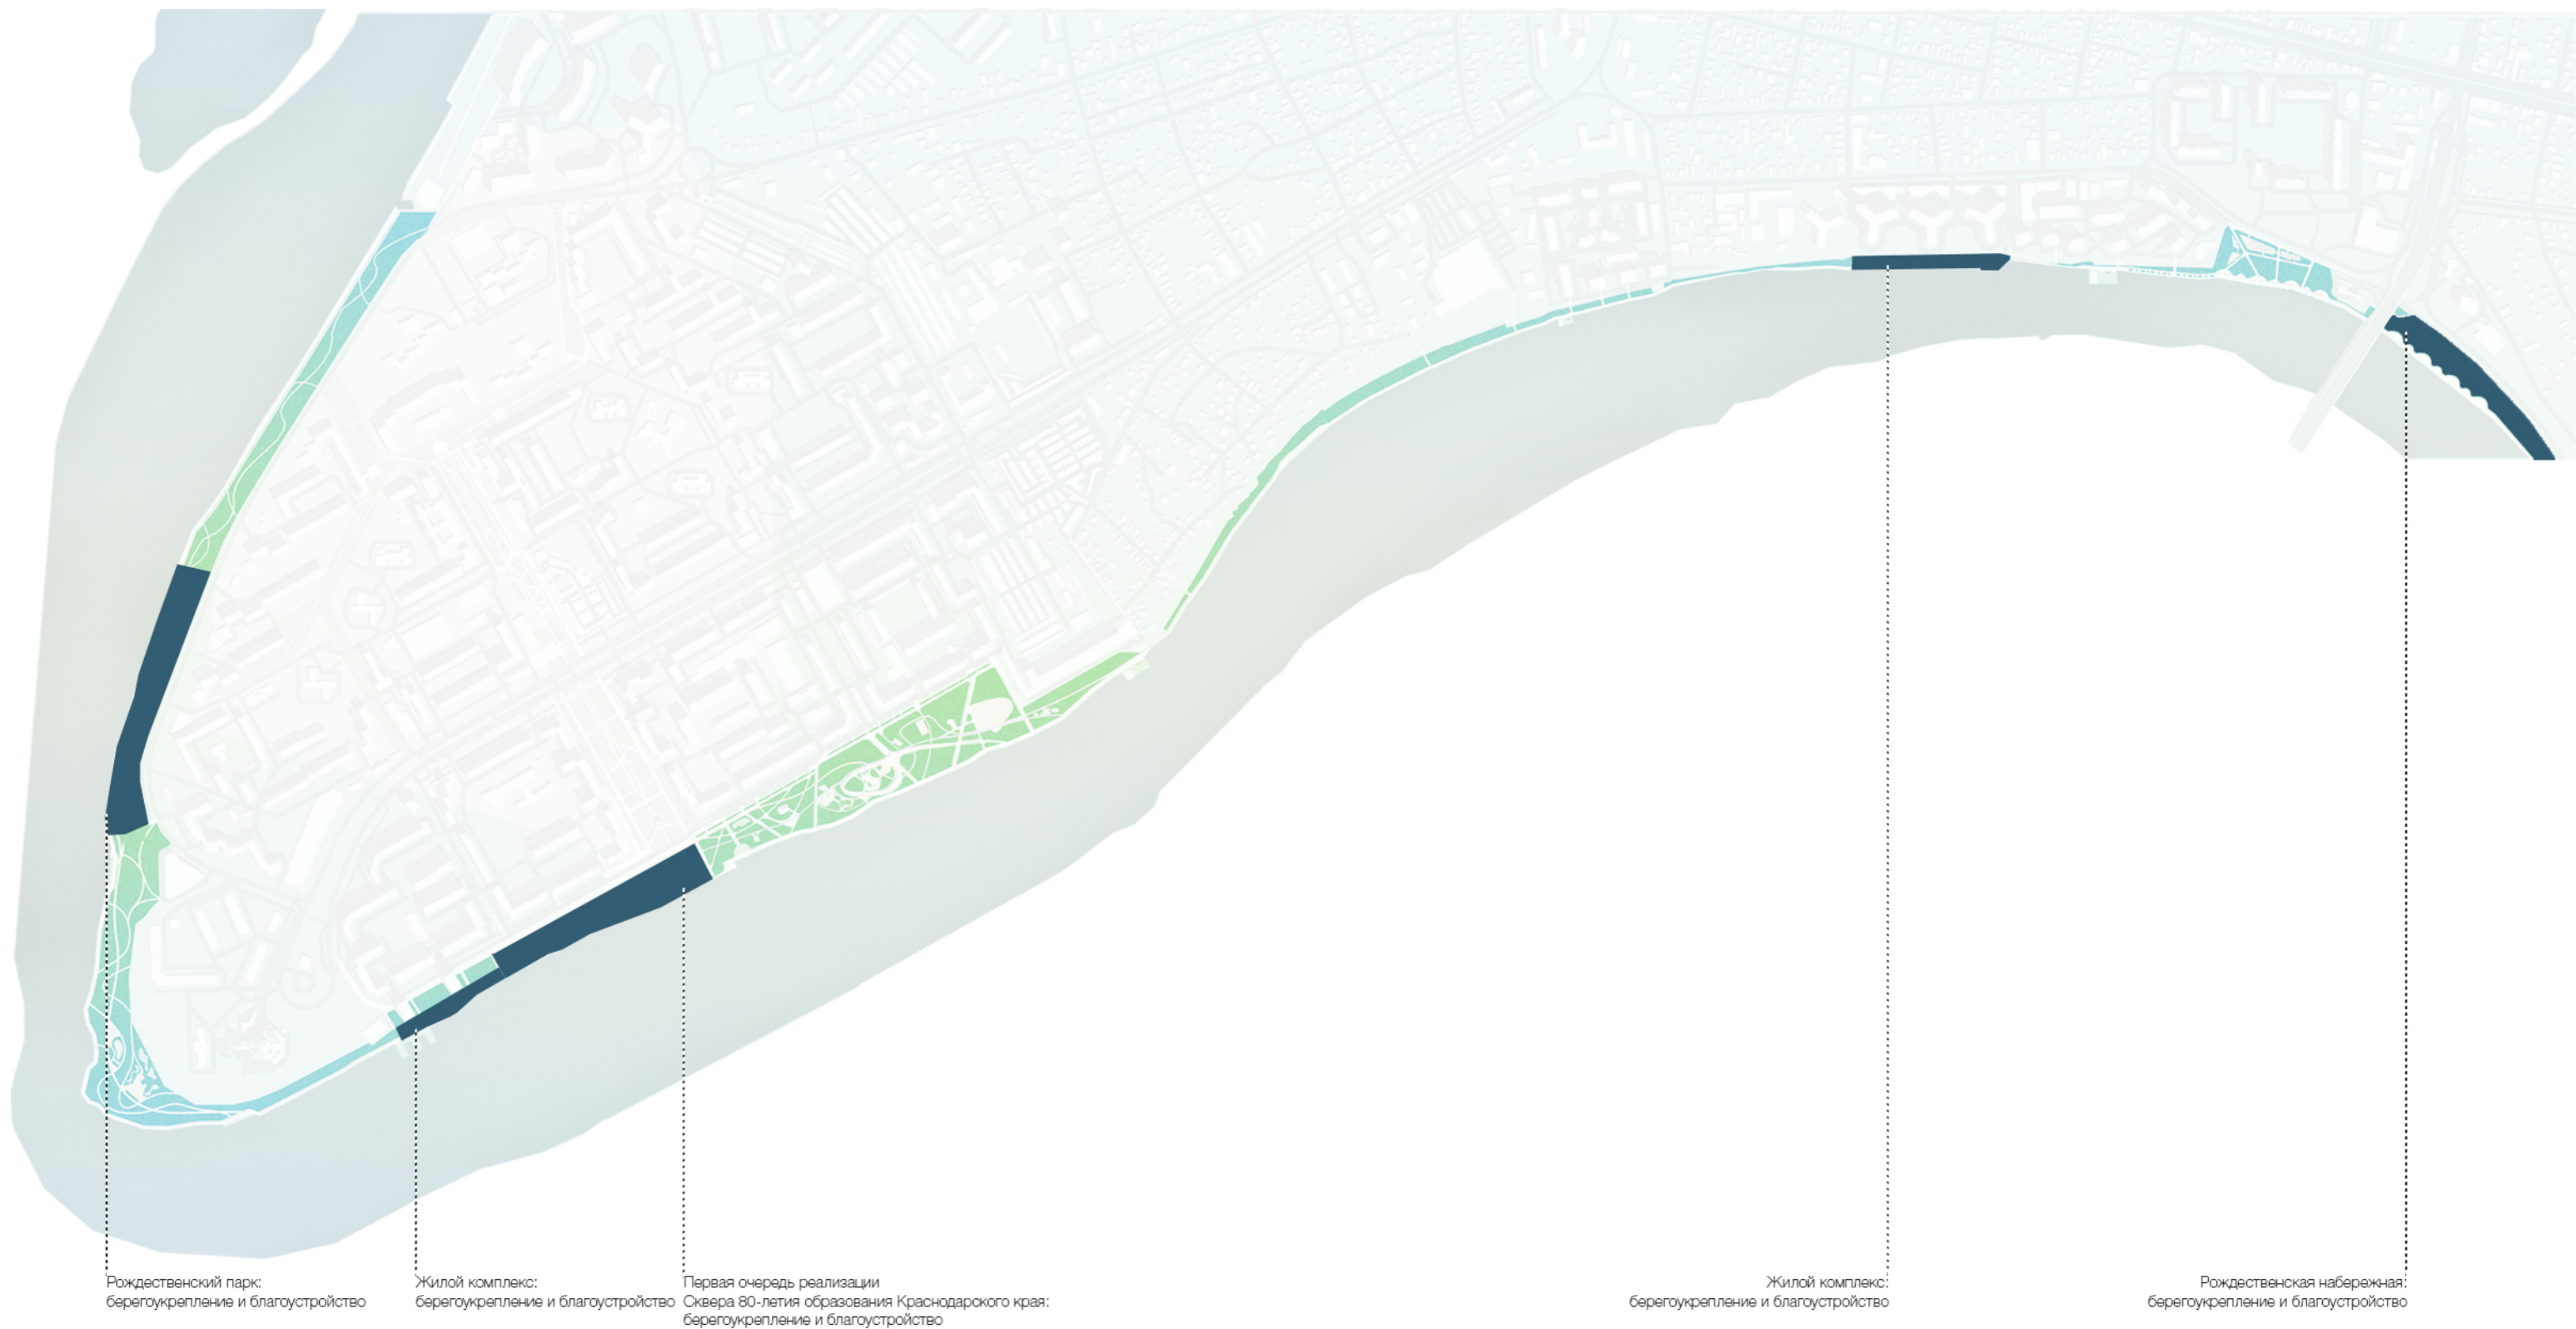 Рождественский парк:
берегоукрепление и благоустройство
Жилой комплекс:
берегоукрепление и благоустройство
Первая очередь реализации
Сквера 80-летия образования Краснодарского края:
берегоукрепление и благоустройство
Жилой комплекс:
берегоукрепление и благоустройство
Рождественская набережная:
берегоукрепление и благоустройство